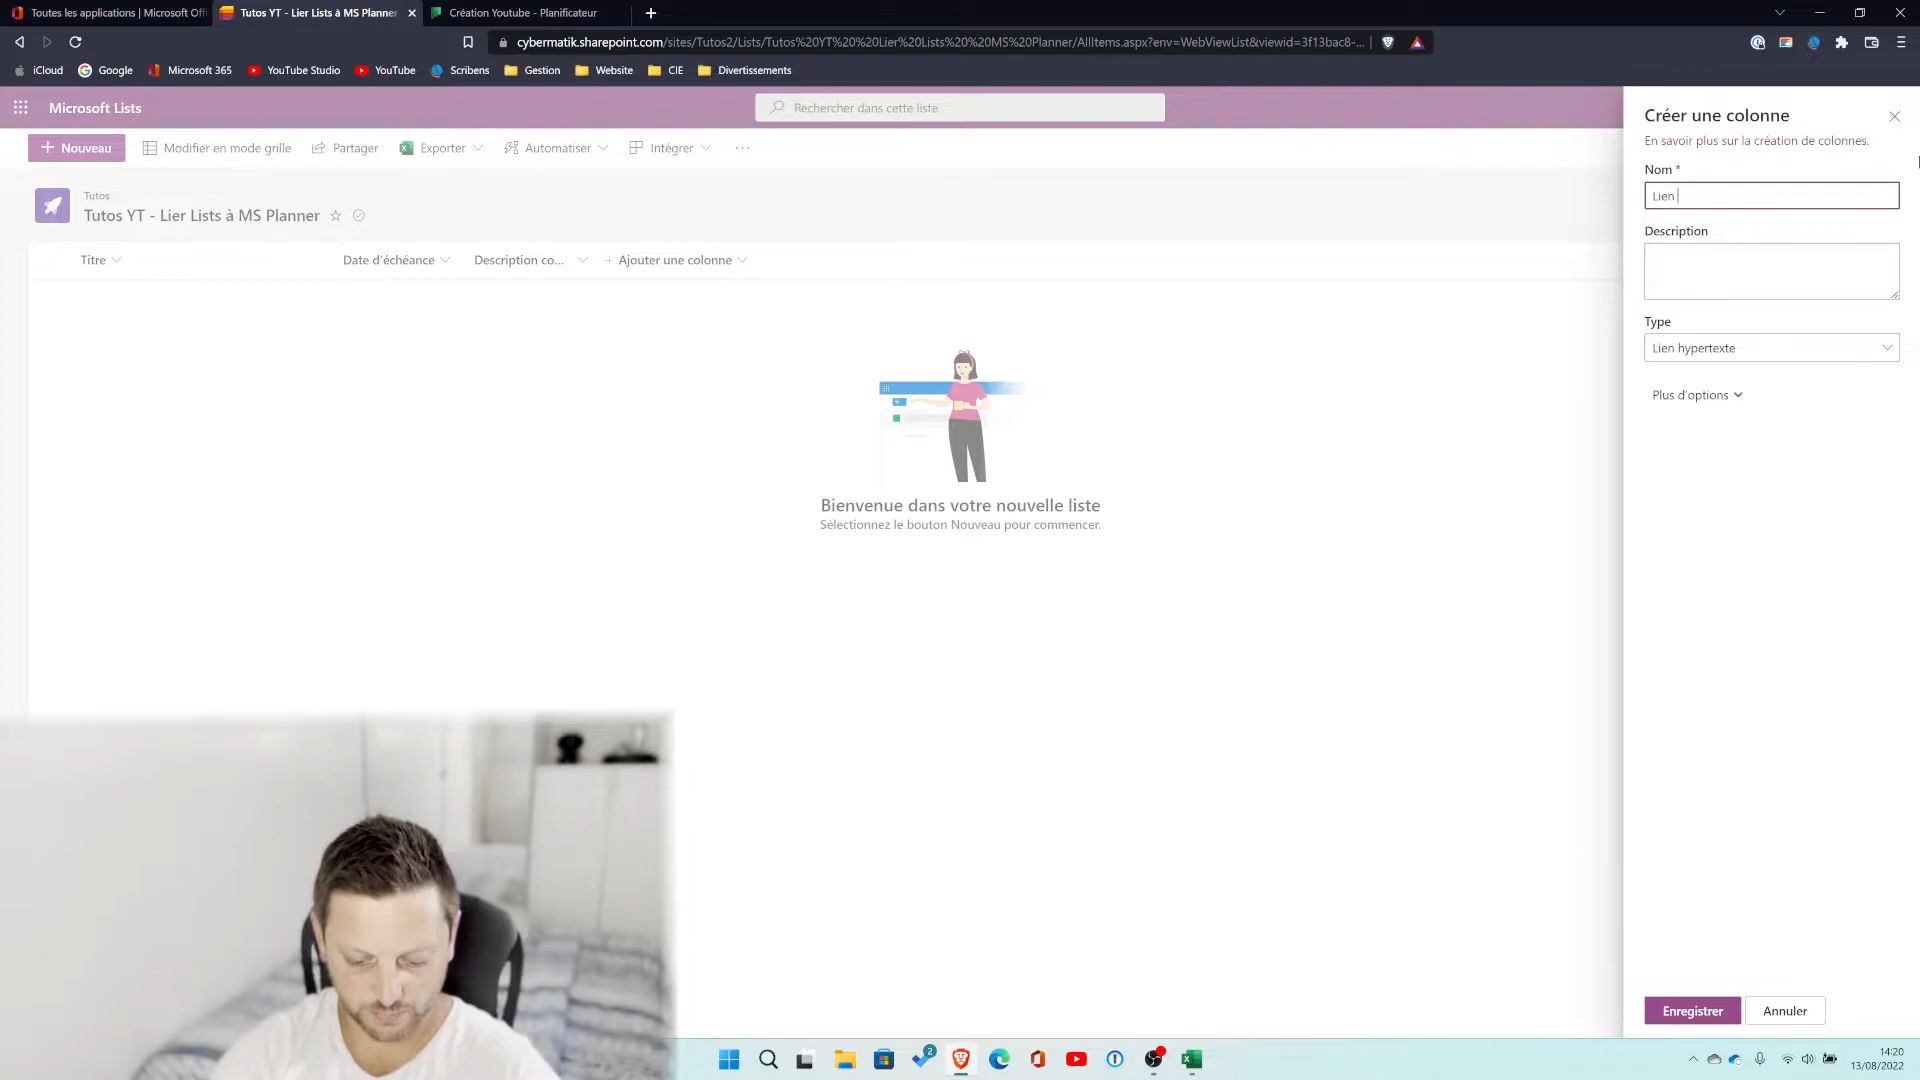 Toutes les applications | Microsoft Off
Tutos YT - Lier Lists à MS Planner
Création Youtube - Planificateur
cybermatik.sharepoint.com/sites/Tutos2/Lists/Tutos%20YT%20%20Lier%20Lists%20%20MS%20Planner/AllItems.aspx?env=WebViewList&viewid=3f13bac8-...
iCloud
Google
Microsoft 365
YouTube Studio
YouTube
Scribens
Gestion
Website
CIE
Divertissements
Microsoft Lists
Rechercher dans cette liste
Nouveau
Modifier en mode grille
Partager
Exporter
Automatiser
Intégrer
Tutos
Tutos YT - Lier Lists à MS Planner
Titre
Date d'échéance
Description co...
Ajouter une colonne
Bienvenue dans votre nouvelle liste
Sélectionnez le bouton Nouveau pour commencer.
Créer une colonne
En savoir plus sur la création de colonnes.
Nom *
Lien
Description
Type
Lien hypertexte
Plus d'options
Enregistrer
Annuler
2
14:20
13/08/2022